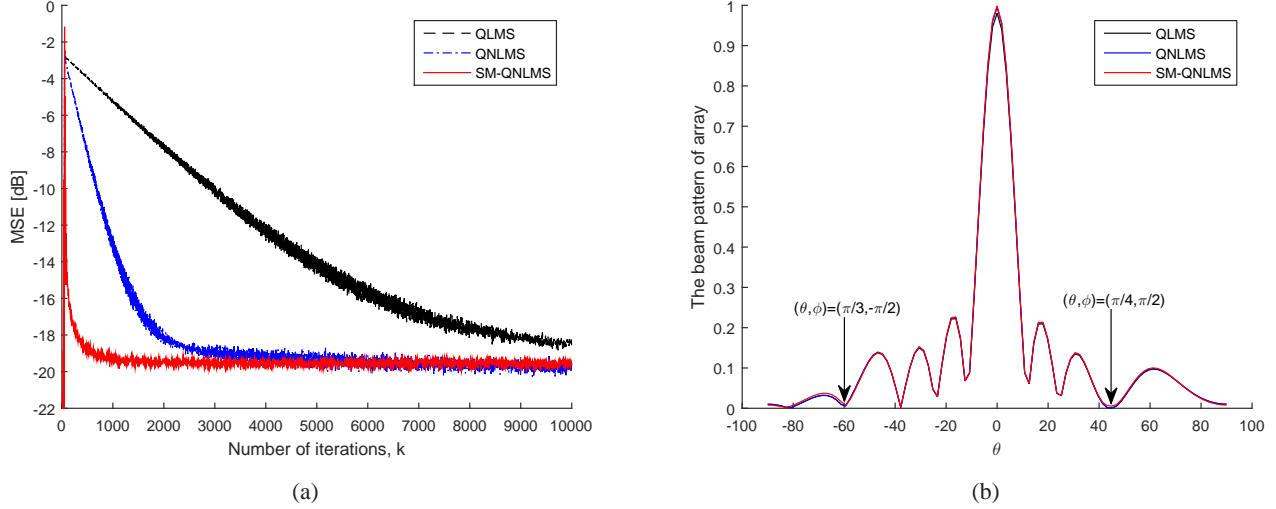 0
-2
-4
-6
-8
-10
-12
-14
-16
-18
-20
-22
MSE [dB]
QLMS
QNLMS
SM-QNLMS
0 1000 2000 3000 4000 5000 6000 7000 8000 9000 10000
Number of iterations, k
(a)
1
0.9
0.8
0.7
0.6
0.5
0.4
0.3
0.2
0.1
0
The beam pattern of array
QLMS
QNLMS
SM-QNLMS
(θ,ϕ)=(π/3,-π/2)
(θ,ϕ)=(π/4,π/2)
-100 -80 -60 -40 -20 0 20 40 60 80 100
θ
(b)